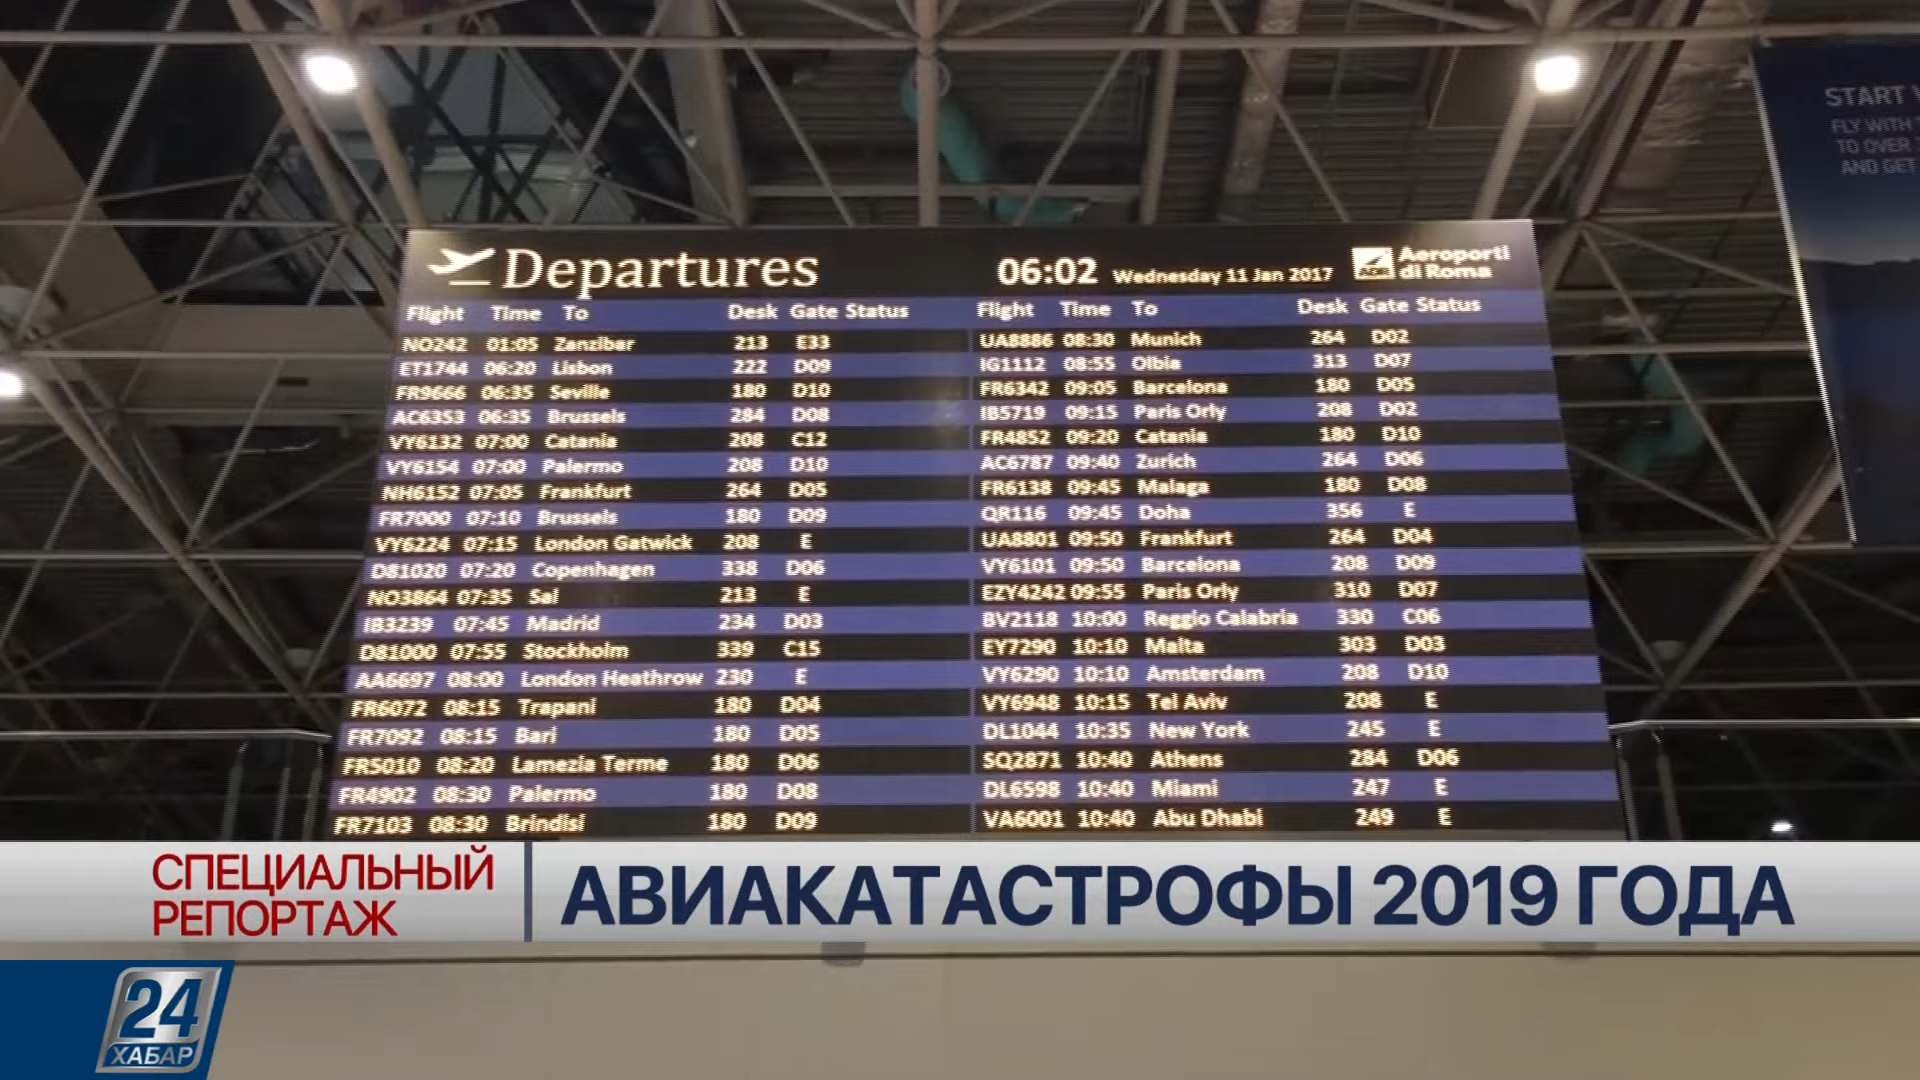 START
FLY WITH
TO OVER
AND GET
Departures 06:02 Wednesday 11 Jan 2017 ADR Aeroporti di Roma
Flight Time To Desk Gate Status Flight Time To Desk Gate Status
NO242 01:05 Zanzibar 213 E33
ET1744 06:20 Lisbon 222 D09
FR9666 06:35 Seville 180 D10
AC6353 06:35 Brussels 284 D08
VY6132 07:00 Catania 208 C12
VY6154 07:00 Palermo 208 D10
NH6152 07:05 Frankfurt 264 D05
FR7000 07:10 Brussels 180 D09
VY6224 07:15 London Gatwick 208 E
D81020 07:20 Copenhagen 338 D06
NO3864 07:35 Sal 213 E
IB3239 07:45 Madrid 234 D03
D81000 07:55 Stockholm 339 C15
AA6697 08:00 London Heathrow 230 E
FR6072 08:15 Trapani 180 D04
FR7092 08:15 Bari 180 D05
FR5010 08:20 Lamezia Terme 180 D06
FR4902 08:30 Palermo 180 D08
FR7103 08:30 Brindisi 180 D09
UA8886 08:30 Munich 264 D02
IG1112 08:55 Olbia 313 D07
FR6342 09:05 Barcelona 180 D05
IB5719 09:15 Paris Orly 208 D02
FR4852 09:20 Catania 180 D10
AC6787 09:40 Zurich 264 D06
FR6138 09:45 Malaga 180 D08
QR116 09:45 Doha 356 E
UA8801 09:50 Frankfurt 264 D04
VY6101 09:50 Barcelona 208 D09
EZY4242 09:55 Paris Orly 310 D07
BV2118 10:00 Reggio Calabria 330 C06
EY7290 10:10 Malta 303 D03
VY6290 10:10 Amsterdam 208 D10
VY6948 10:15 Tel Aviv 208 E
DL1044 10:35 New York 245 E
SQ2871 10:40 Athens 284 D06
DL6598 10:40 Miami 247 E
VA6001 10:40 Abu Dhabi 249 E
СПЕЦИАЛЬНЫЙ
РЕПОРТАЖ
АВИАКАТАСТРОФЫ 2019 ГОДА
24
ХАБАР